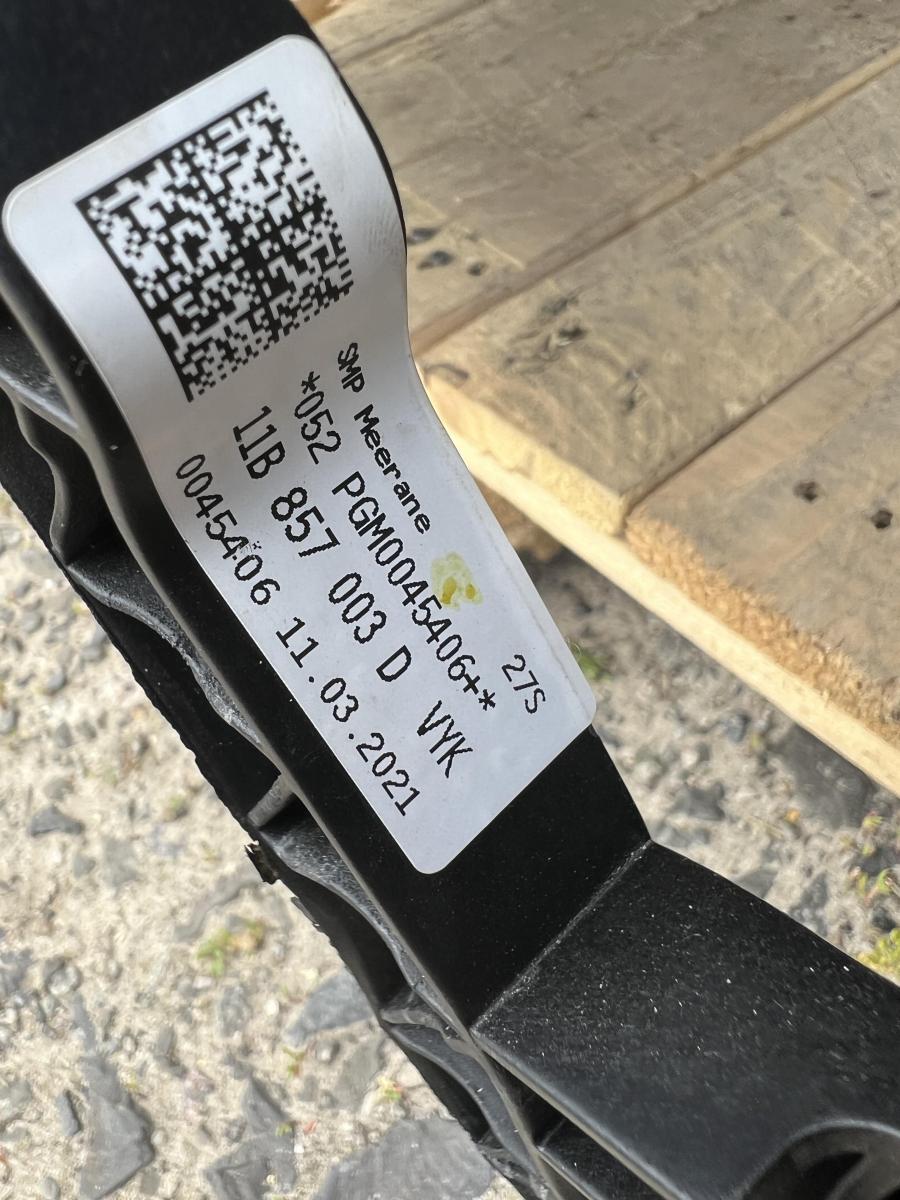 SMP Meerane
27S
*052 PGM0045406+*
11B 857 003 D VYK
0045406 11.03.2021